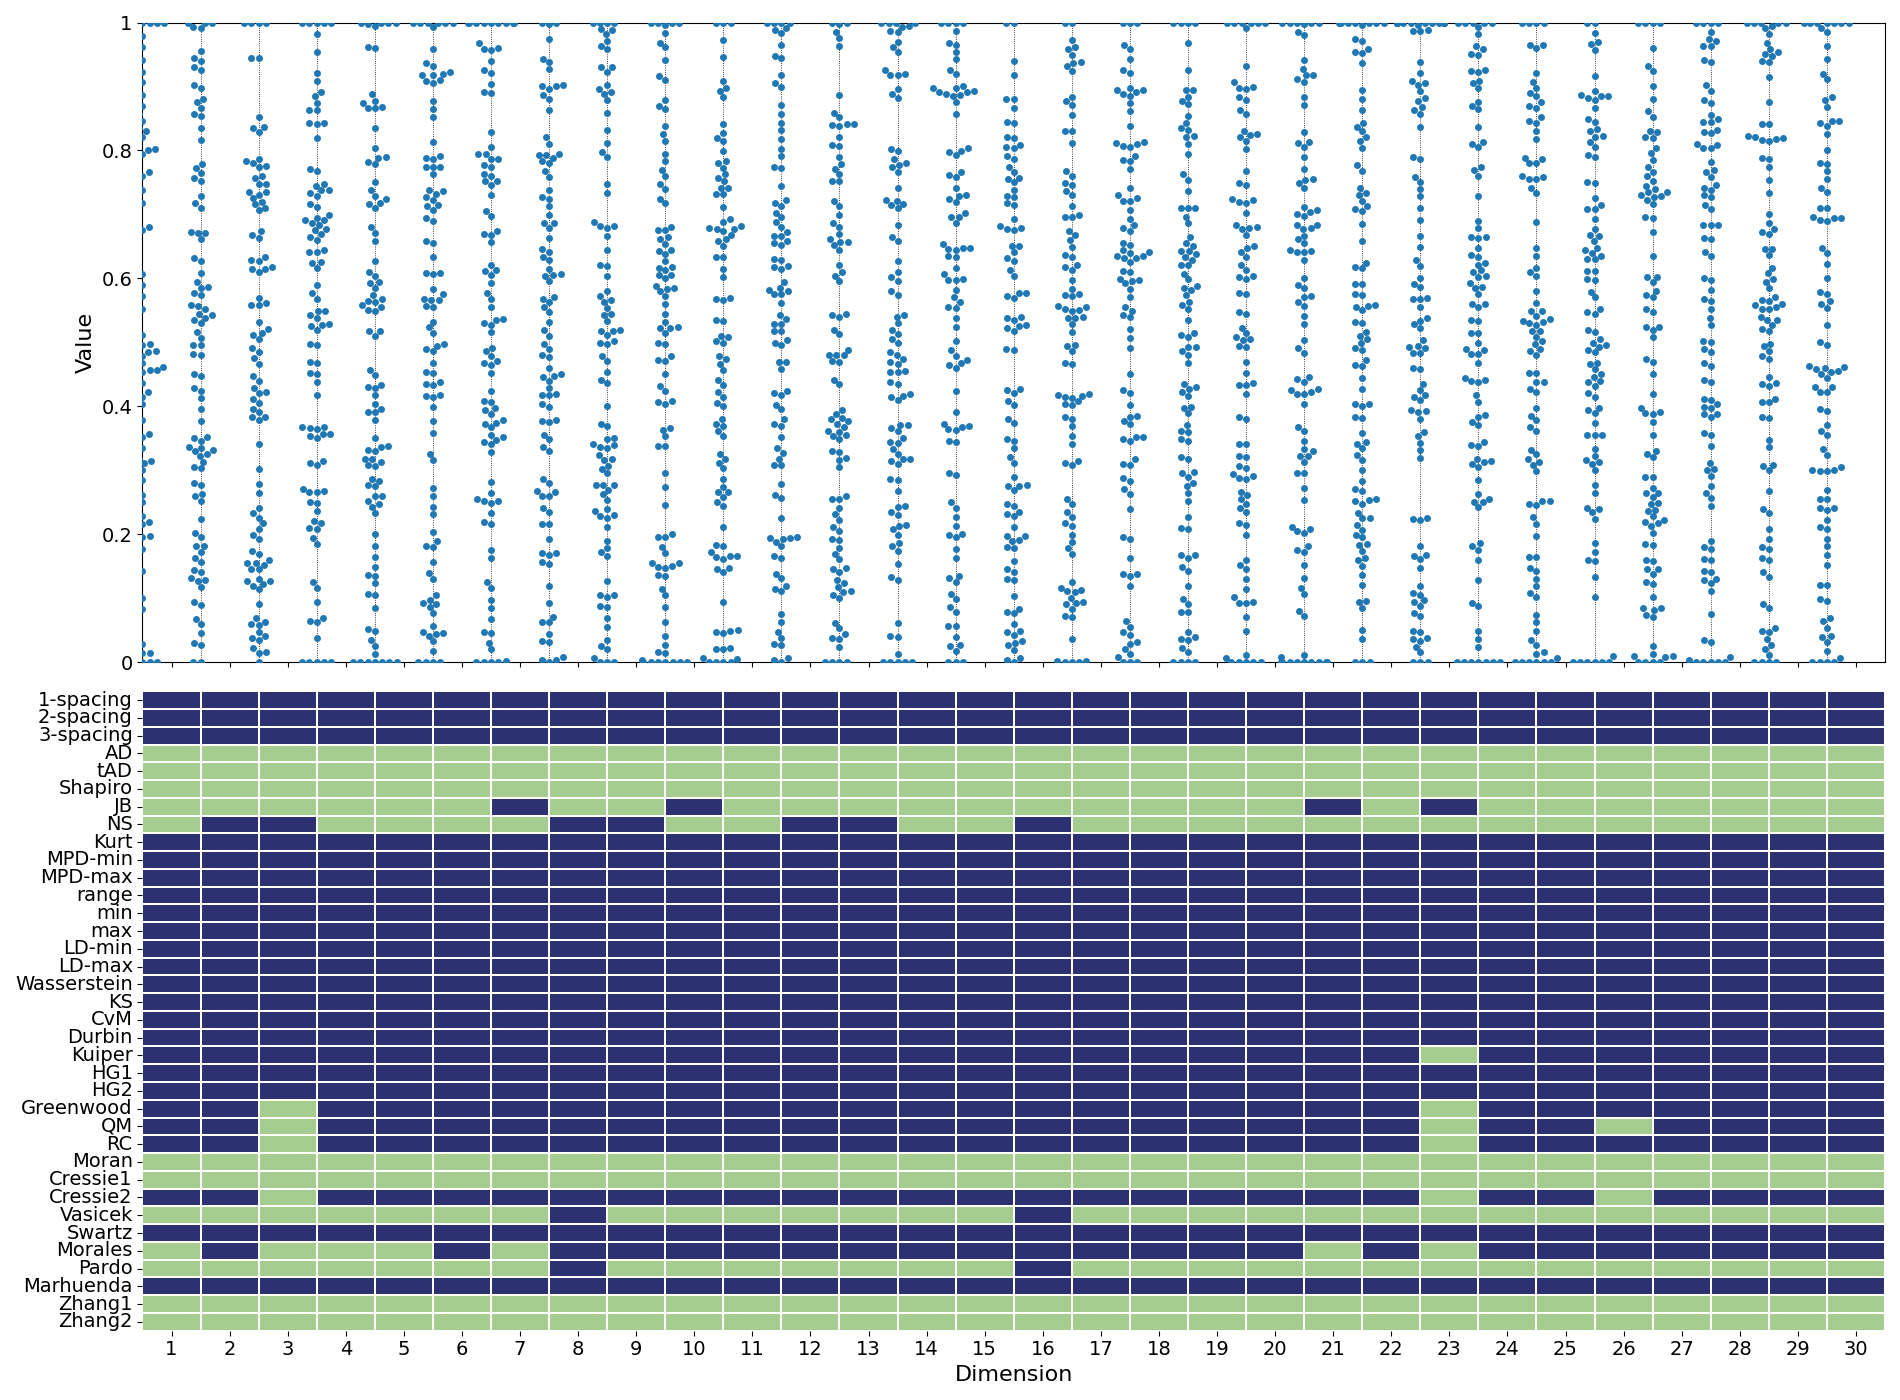 1
0.8
0.6
0.4
0.2
0
Value
1-spacing
2-spacing
3-spacing
AD
tAD
Shapiro
JB
NS
Kurt
MPD-min
MPD-max
range
min
max
LD-min
LD-max
Wasserstein
KS
CvM
Durbin
Kuiper
HG1
HG2
Greenwood
QM
RC
Moran
Cressie1
Cressie2
Vasicek
Swartz
Morales
Pardo
Marhuenda
Zhang1
Zhang2
1 2 3 4 5 6 7 8 9 10 11 12 13 14 15 16 17 18 19 20 21 22 23 24 25 26 27 28 29 30
Dimension